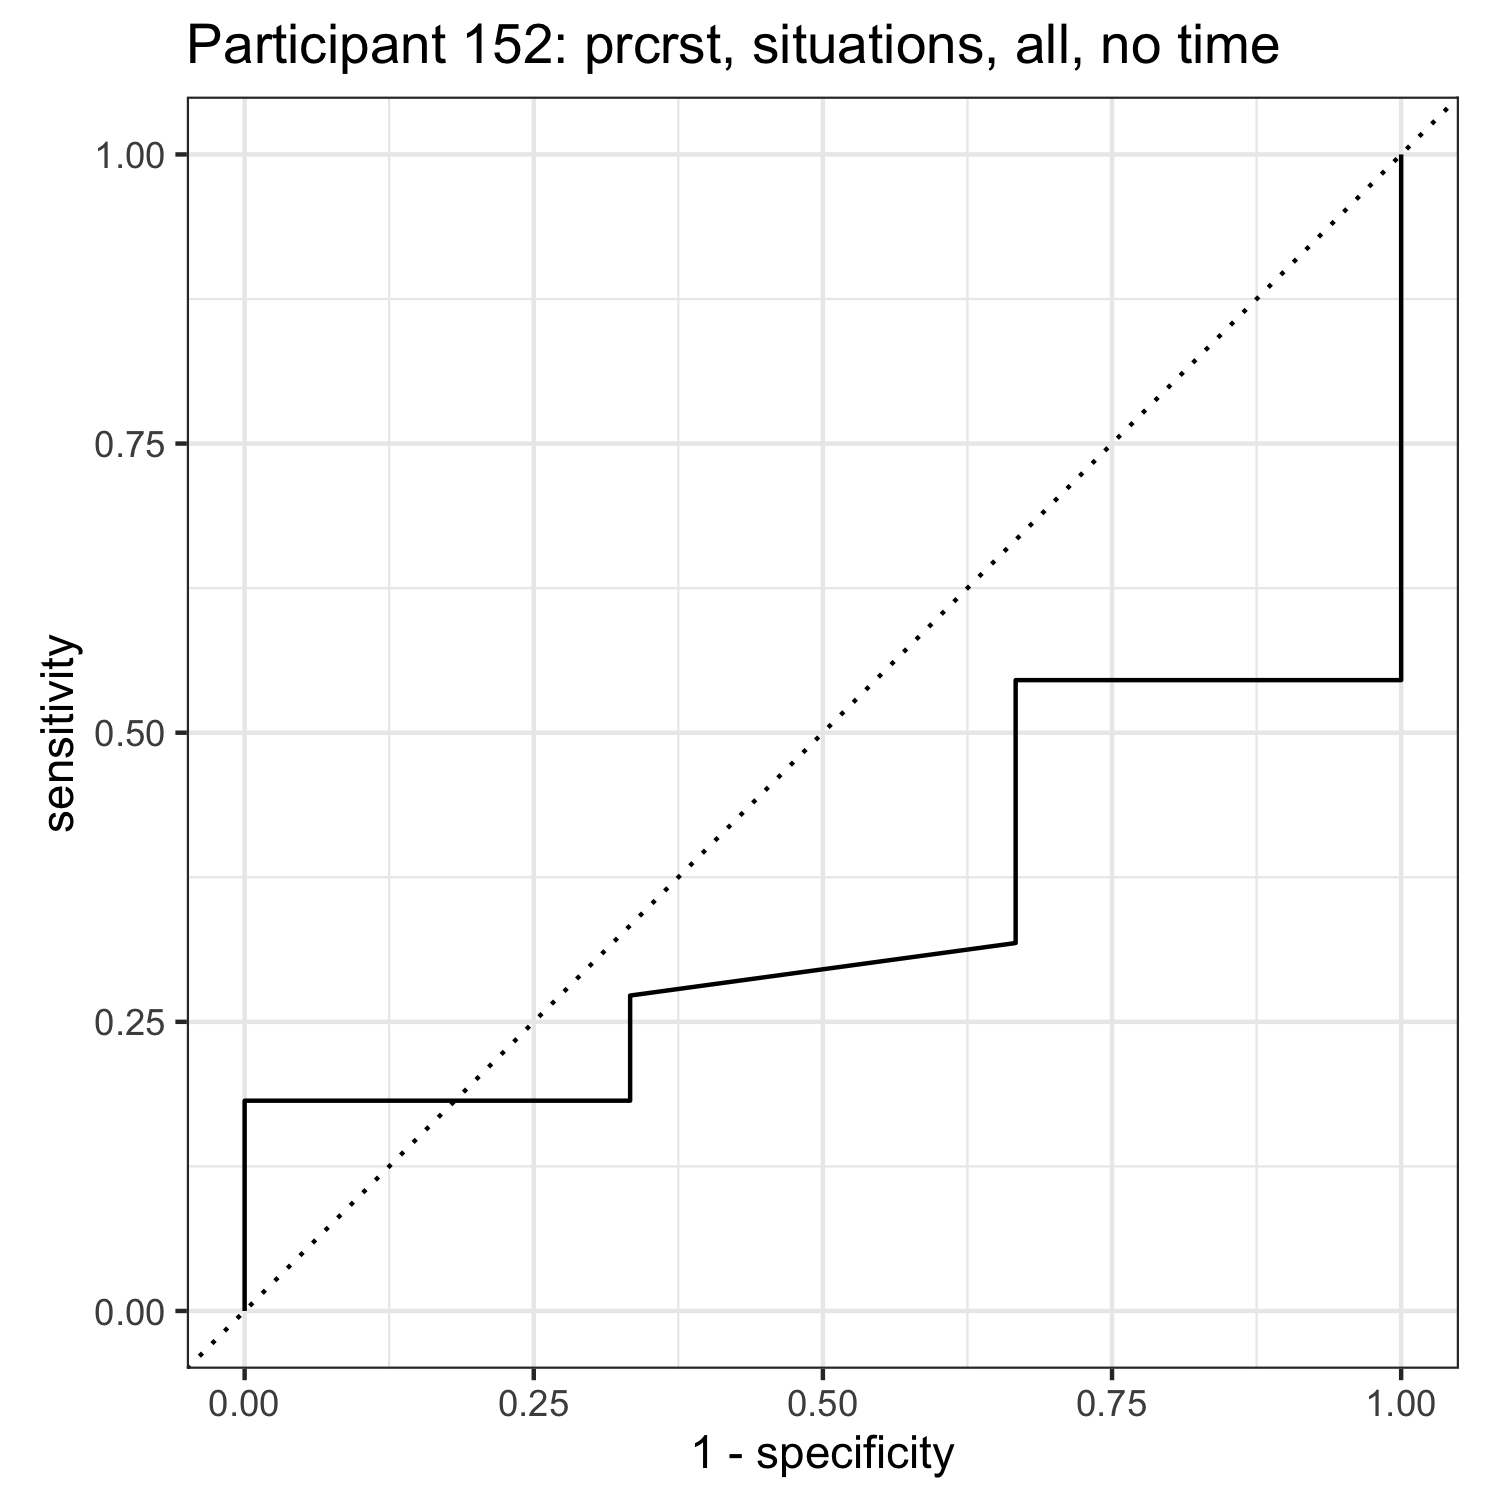 Participant 152: prcrst, situations, all, no time
1.00
0.75
0.50
0.25
0.00
sensitivity
0.00 0.25 0.50 0.75 1.00
1 - specificity